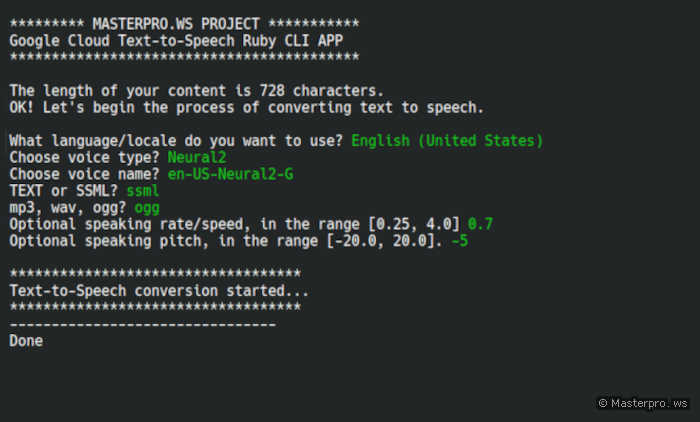 ********* MASTERPRO.WS PROJECT ***********
Google Cloud Text-to-Speech Ruby CLI APP
******************************************
The length of your content is 728 characters.
OK! Let's begin the process of converting text to speech.
What language/locale do you want to use? English (United States)
Choose voice type? Neural2
Choose voice name? en-US-Neural2-G
TEXT or SSML? ssml
mp3, wav, ogg? ogg
Optional speaking rate/speed, in the range [0.25, 4.0] 0.7
Optional speaking pitch, in the range [-20.0, 20.0]. -5
***********************************
Text-to-Speech conversion started...
***********************************
--------------------------------
Done
© Masterpro.ws